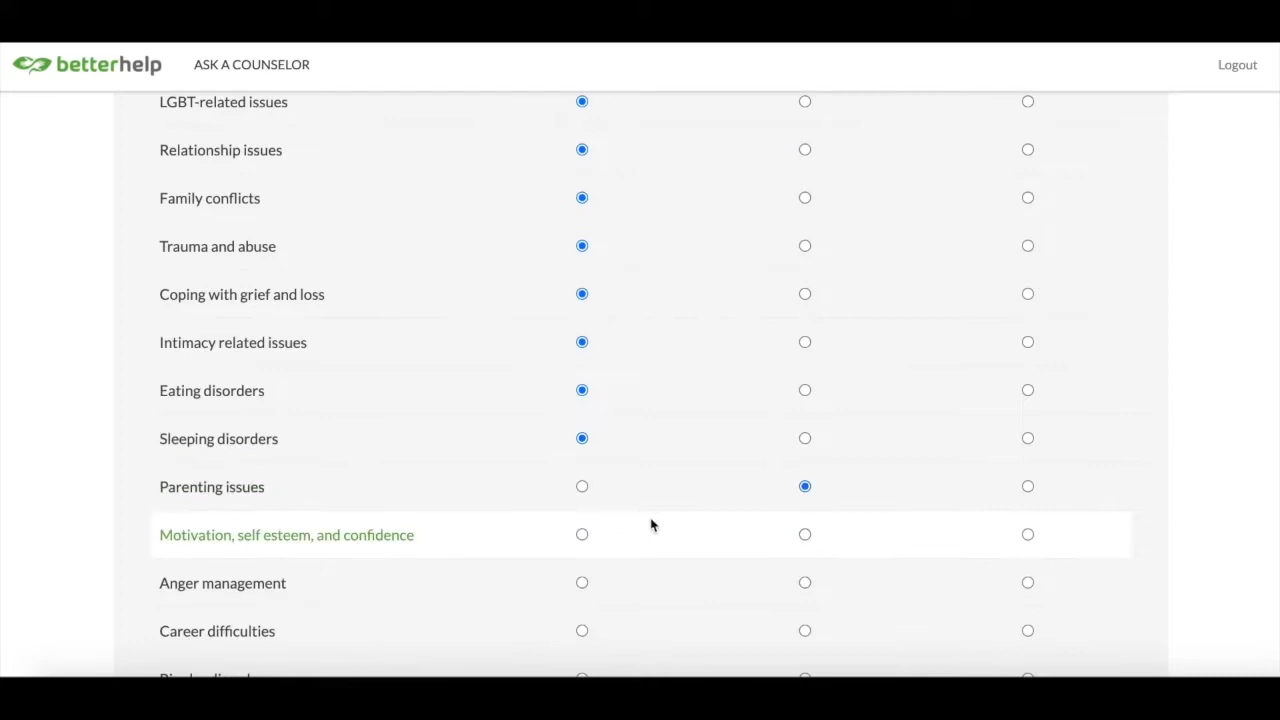 betterhelp ASK A COUNSELOR Logout
LGBT-related issues
Relationship issues
Family conflicts
Trauma and abuse
Coping with grief and loss
Intimacy related issues
Eating disorders
Sleeping disorders
Parenting issues
Motivation, self esteem, and confidence
Anger management
Career difficulties